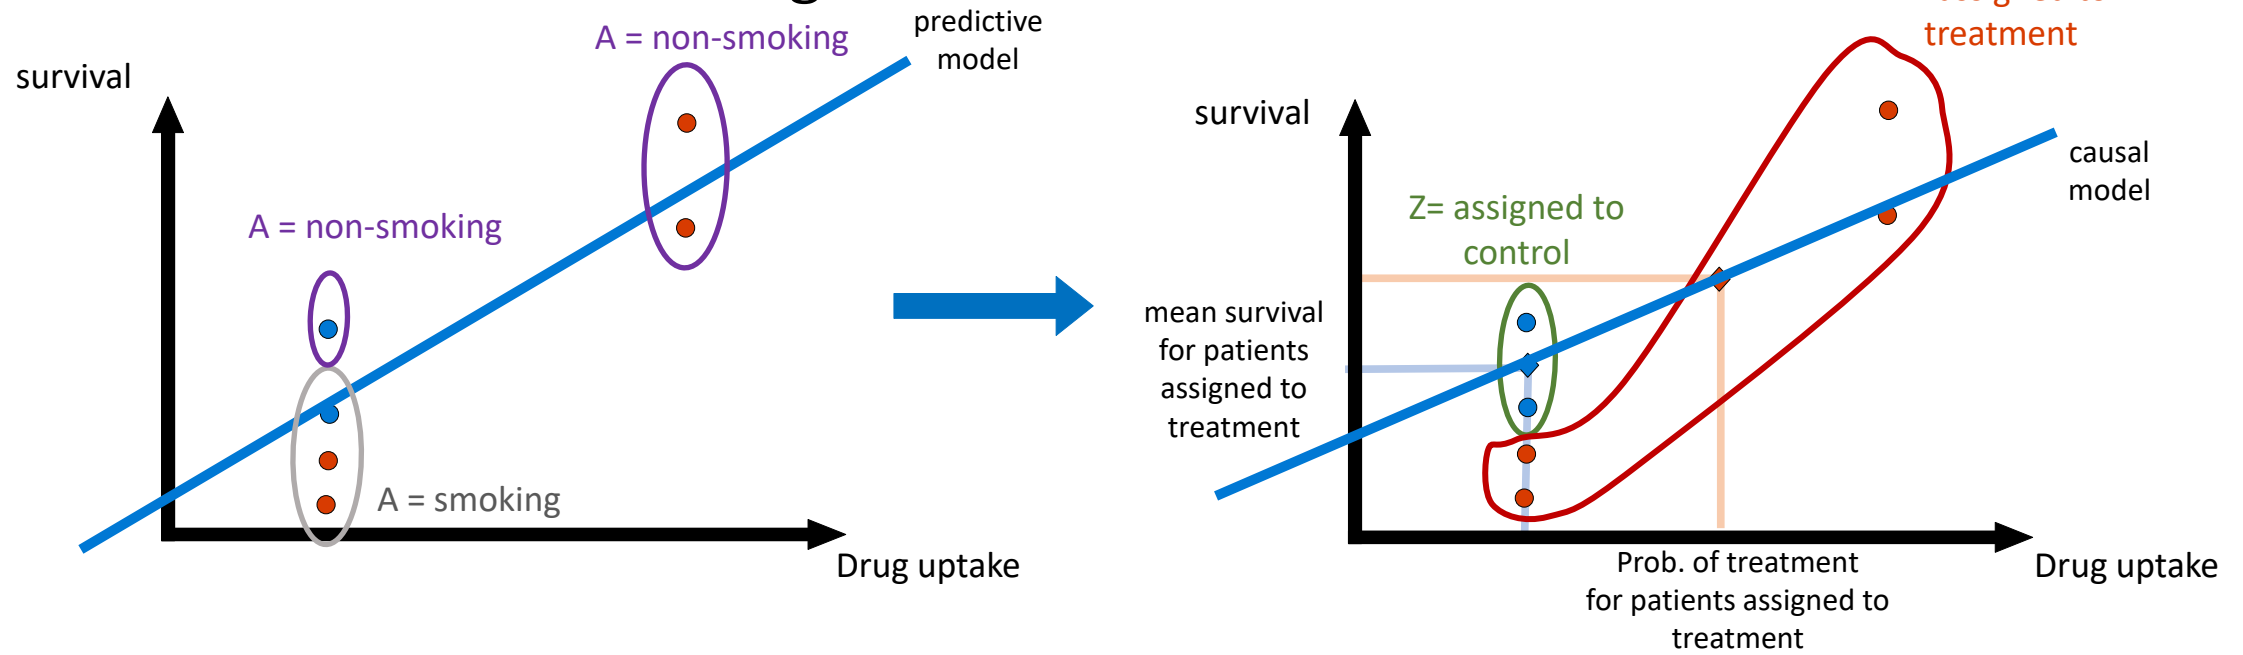 A = non-smoking
predictive
model
survival
A = non-smoking
A = smoking
Drug uptake
treatment
survival
causal
model
Z= assigned to
control
mean survival
for patients
assigned to
treatment
Prob. of treatment
for patients assigned to
treatment
Drug uptake